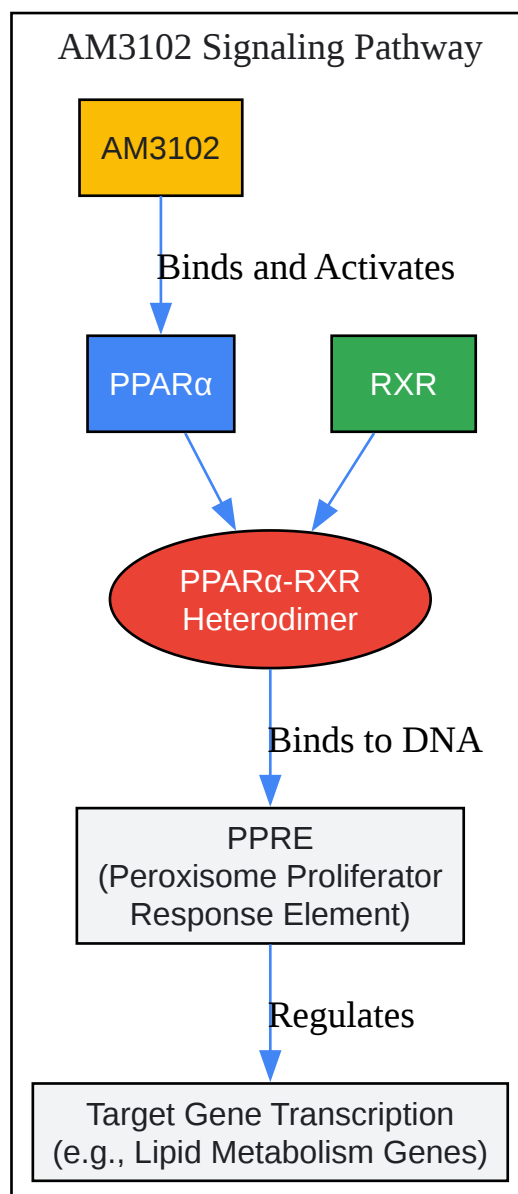 AM3102 Signaling Pathway
AM3102
Binds and Activates
PPARα
RXR
PPARα-RXR
Heterodimer
Binds to DNA
PPRE
(Peroxisome Proliferator
Response Element)
Regulates
Target Gene Transcription
(e.g., Lipid Metabolism Genes)